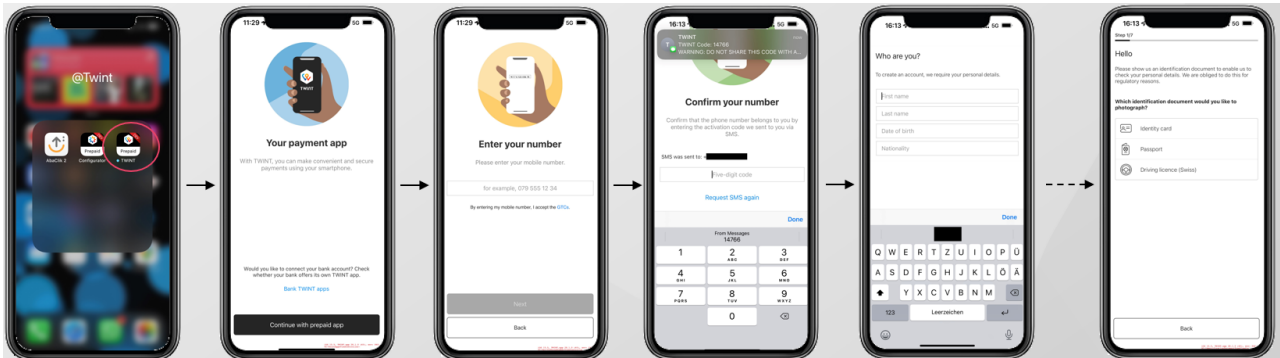 @Twint
AbaClik 3
Prepaid
Configurator
Prepaid
TWINT
11:29
5G
TWINT
Your payment app
With TWINT, you can make convenient and secure
payments using your smartphone.
Would you like to connect your bank account? Check
whether your bank offers its own TWINT app.
Bank TWINT apps
Continue with prepaid app
11:29
5G
Enter your number
Please enter your mobile number.
for example, 079 555 12 34
By entering my mobile number, I accept the GTCs.
Next
Back
16:13
5G
TWINT
now
TWINT Code: 14766
WARNING: DO NOT SHARE THIS CODE WITH A...
Confirm your number
Confirm that the phone number belongs to you by
entering the activation code we sent to you via
SMS.
SMS was sent to: +
Five-digit code
Request SMS again
Done
From Messages
14766
1 2 3
ABC DEF
4 5 6
GHI JKL MNO
7 8 9
PQRS TUV WXYZ
0
16:13
5G
Who are you?
To create an account, we require your personal details.
First name
Last name
Date of birth
Nationality
Done
Q W E R T Z U I O P Ü
A S D F G H J K L Ö Ä
Y X C V B N M
123 Leerzeichen
16:13
5G
Step 1/7
Hello
Please show us an identification document to enable us to
check your personal details. We are obliged to do this for
regulatory reasons.
Which identification document would you like to
photograph?
Identity card
Passport
Driving licence (Swiss)
Back